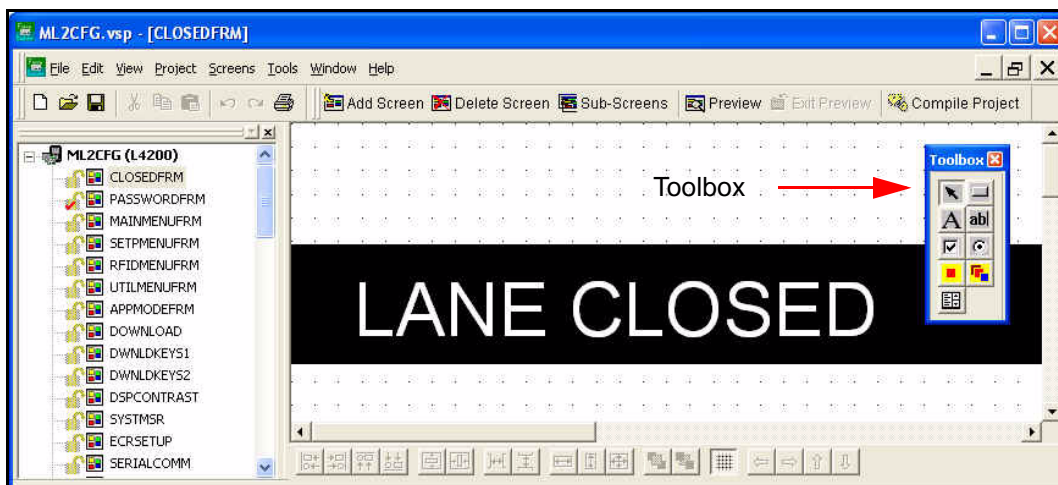 ML2CFG.vsp - [CLOSEDFRM]
File Edit View Project Screens Tools Window Help
Add Screen Delete Screen Sub-Screens Preview Exit Preview Compile Project
ML2CFG (L4200)
CLOSEDFRM
PASSWORDFRM
MAINMENUFRM
SETPMENUFRM
RFIDMENUFRM
UTILMENUFRM
APPMODEFRM
DOWNLOAD
DWNLDKEYS1
DWNLDKEYS2
DSPCONTRAST
SYSTMSR
ECRSETUP
SERIALCOMM
LANE CLOSED
Toolbox
Toolbox
A ab